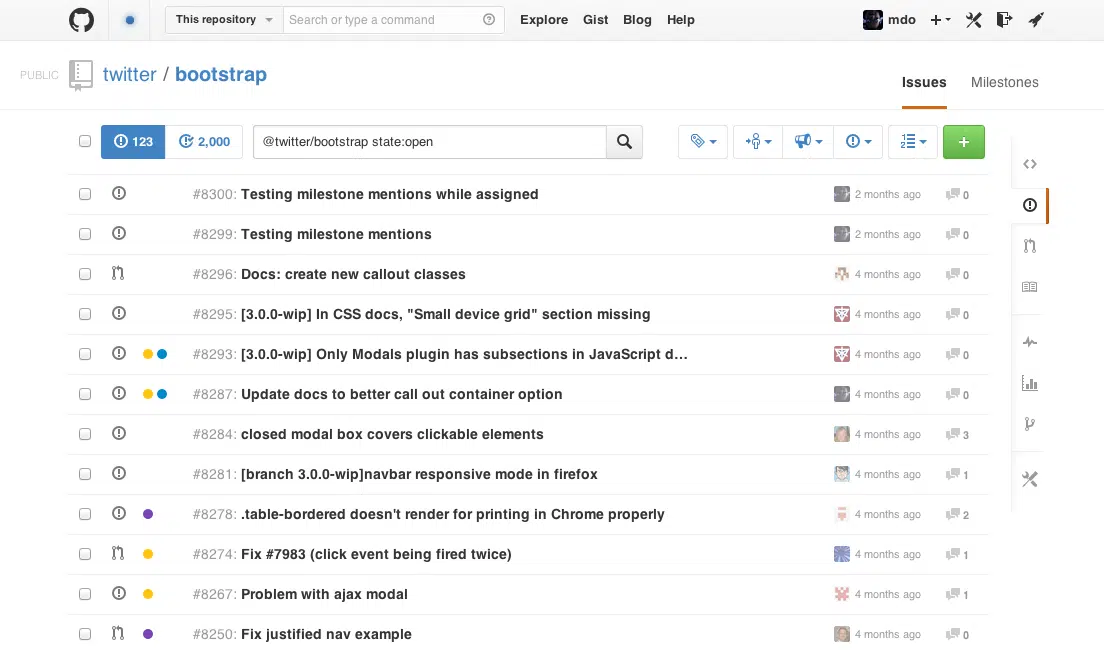 This repository Search or type a command Explore Gist Blog Help mdo
PUBLIC twitter / bootstrap
Issues Milestones
123 2,000 @twitter/bootstrap state:open
#8300: Testing milestone mentions while assigned 2 months ago 0
#8299: Testing milestone mentions 2 months ago 0
#8296: Docs: create new callout classes 4 months ago 0
#8295: [3.0.0-wip] In CSS docs, "Small device grid" section missing 4 months ago 0
#8293: [3.0.0-wip] Only Modals plugin has subsections in JavaScript d… 4 months ago 0
#8287: Update docs to better call out container option 4 months ago 0
#8284: closed modal box covers clickable elements 4 months ago 3
#8281: [branch 3.0.0-wip]navbar responsive mode in firefox 4 months ago 1
#8278: .table-bordered doesn't render for printing in Chrome properly 4 months ago 2
#8274: Fix #7983 (click event being fired twice) 4 months ago 1
#8267: Problem with ajax modal 4 months ago 1
#8250: Fix justified nav example 4 months ago 0